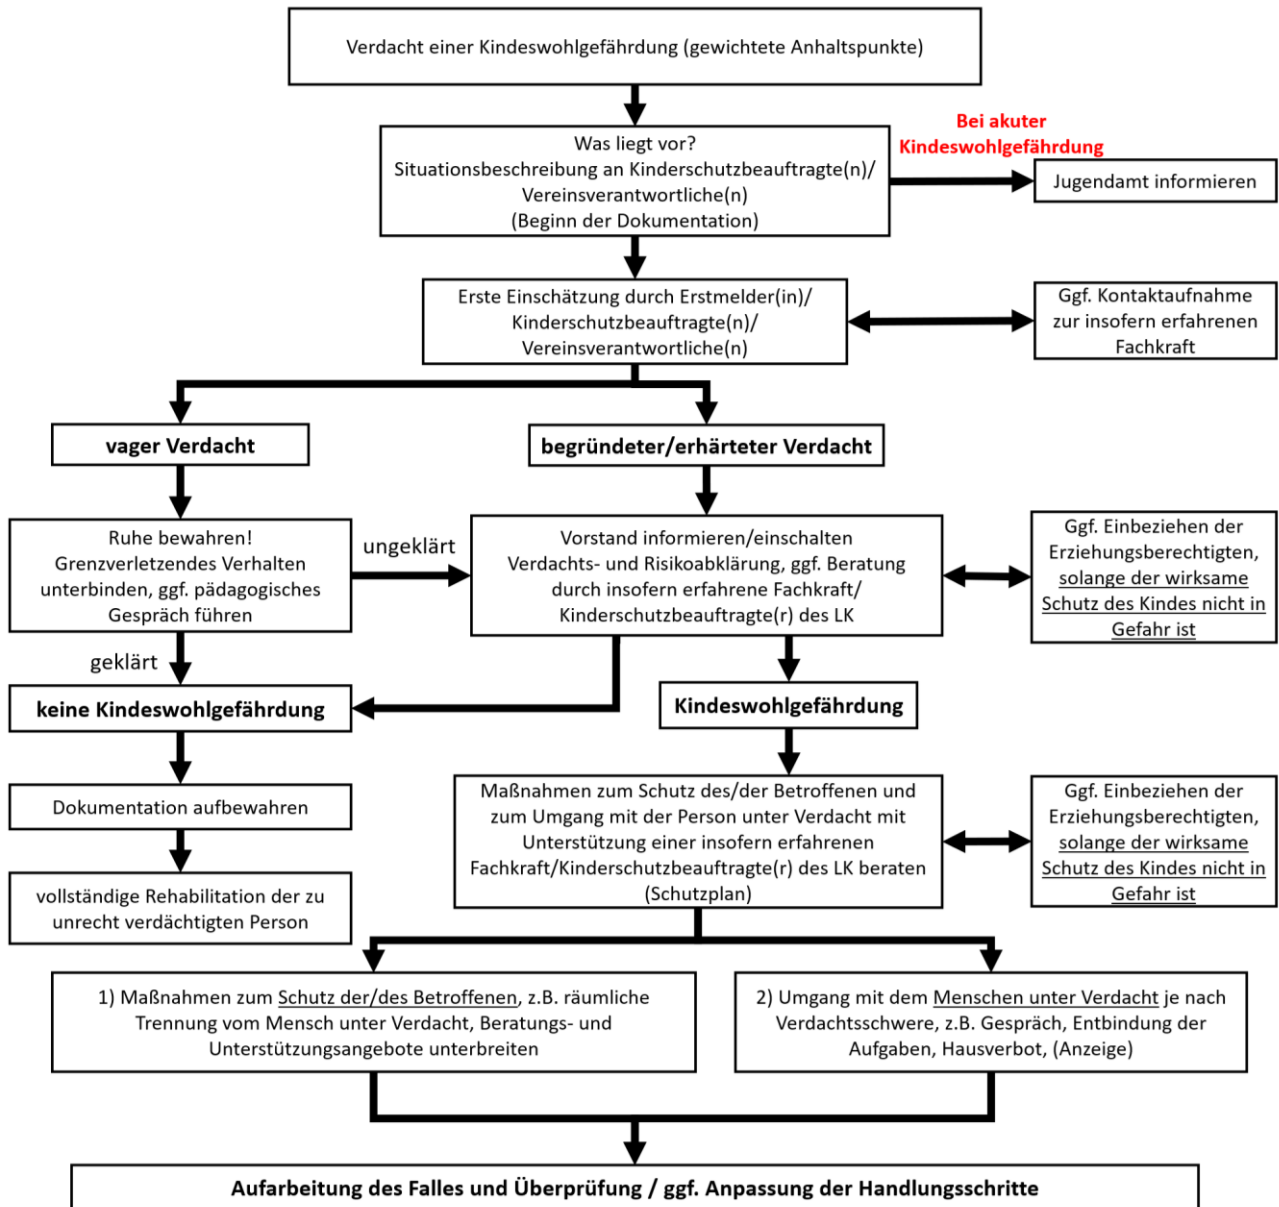 Verdacht einer Kindeswohlgefährdung (gewichtete Anhaltspunkte)
Was liegt vor?
Situationsbeschreibung an Kinderschutzbeauftragte(n)/
Vereinsverantwortliche(n)
(Beginn der Dokumentation)
Bei akuter
Kindeswohlgefährdung
Jugendamt informieren
Erste Einschätzung durch Erstmelder(in)/
Kinderschutzbeauftragte(n)/
Vereinsverantwortliche(n)
Ggf. Kontaktaufnahme
zur insofern erfahrenen
Fachkraft
vager Verdacht
begründeter/erhärteter Verdacht
Ruhe bewahren!
Grenzverletzendes Verhalten
unterbinden, ggf. pädagogisches
Gespräch führen
ungeklärt
Vorstand informieren/einschalten
Verdachts- und Risikoabklärung, ggf. Beratung
durch insofern erfahrene Fachkraft/
Kinderschutzbeauftragte(r) des LK
Ggf. Einbeziehen der
Erziehungsberechtigten,
solange der wirksame
Schutz des Kindes nicht in
Gefahr ist
geklärt
keine Kindeswohlgefährdung
Kindeswohlgefährdung
Dokumentation aufbewahren
vollständige Rehabilitation der zu
unrecht verdächtigten Person
Maßnahmen zum Schutz des/der Betroffenen und
zum Umgang mit der Person unter Verdacht mit
Unterstützung einer insofern erfahrenen
Fachkraft/Kinderschutzbeauftragte(r) des LK beraten
(Schutzplan)
Ggf. Einbeziehen der
Erziehungsberechtigten,
solange der wirksame
Schutz des Kindes nicht in
Gefahr ist
1) Maßnahmen zum Schutz der/des Betroffenen, z.B. räumliche
Trennung vom Mensch unter Verdacht, Beratungs- und
Unterstützungsangebote unterbreiten
2) Umgang mit dem Menschen unter Verdacht je nach
Verdachtsschwere, z.B. Gespräch, Entbindung der
Aufgaben, Hausverbot, (Anzeige)
Aufarbeitung des Falles und Überprüfung / ggf. Anpassung der Handlungsschritte